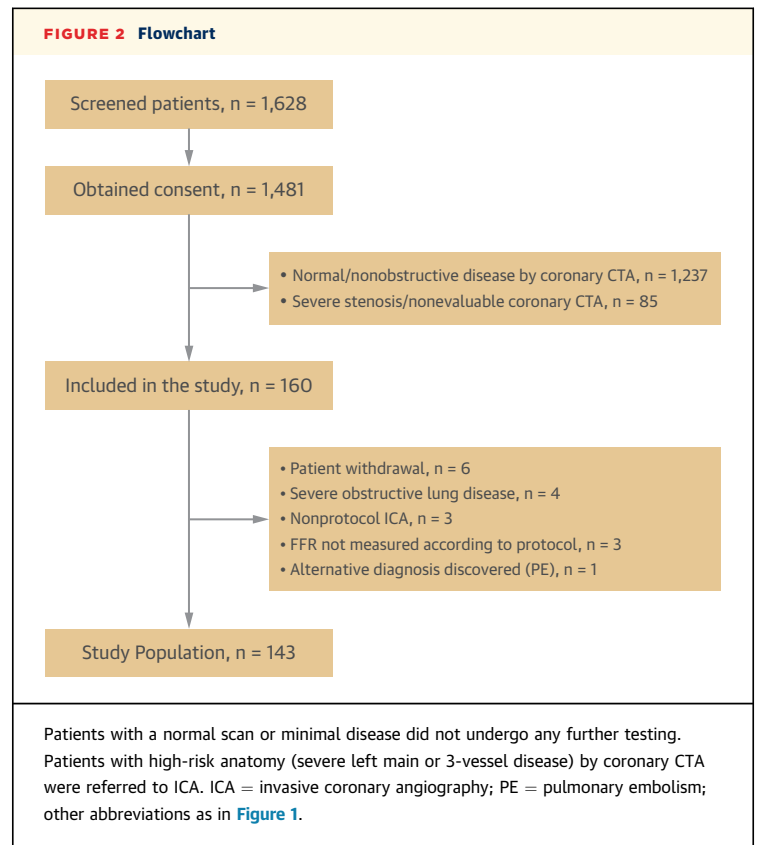 FIGURE 2 Flowchart
Screened patients, n = 1,628
Obtained consent, n = 1,481
• Normal/nonobstructive disease by coronary CTA, n = 1,237
• Severe stenosis/nonevaluable coronary CTA, n = 85
Included in the study, n = 160
• Patient withdrawal, n = 6
• Severe obstructive lung disease, n = 4
• Nonprotocol ICA, n = 3
• FFR not measured according to protocol, n = 3
• Alternative diagnosis discovered (PE), n = 1
Study Population, n = 143
Patients with a normal scan or minimal disease did not undergo any further testing.
Patients with high-risk anatomy (severe left main or 3-vessel disease) by coronary CTA
were referred to ICA. ICA = invasive coronary angiography; PE = pulmonary embolism;
other abbreviations as in Figure 1.